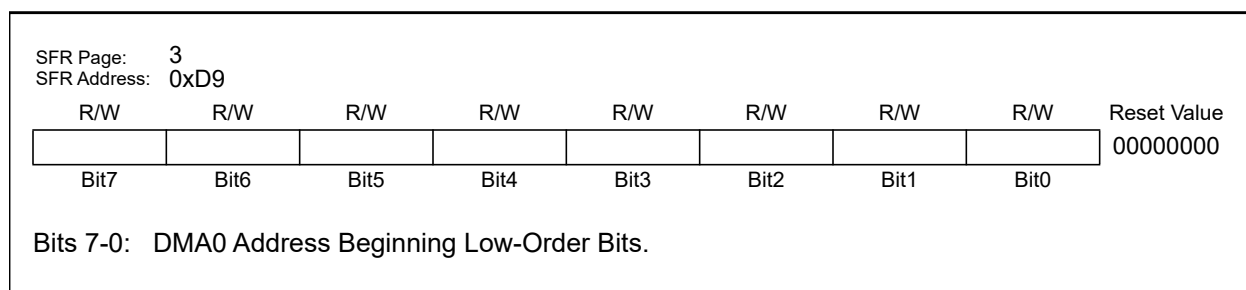 SFR Page: 3
SFR Address: 0xD9
R/W R/W R/W R/W R/W R/W R/W R/W Reset Value
00000000
Bit7 Bit6 Bit5 Bit4 Bit3 Bit2 Bit1 Bit0
Bits 7-0: DMA0 Address Beginning Low-Order Bits.